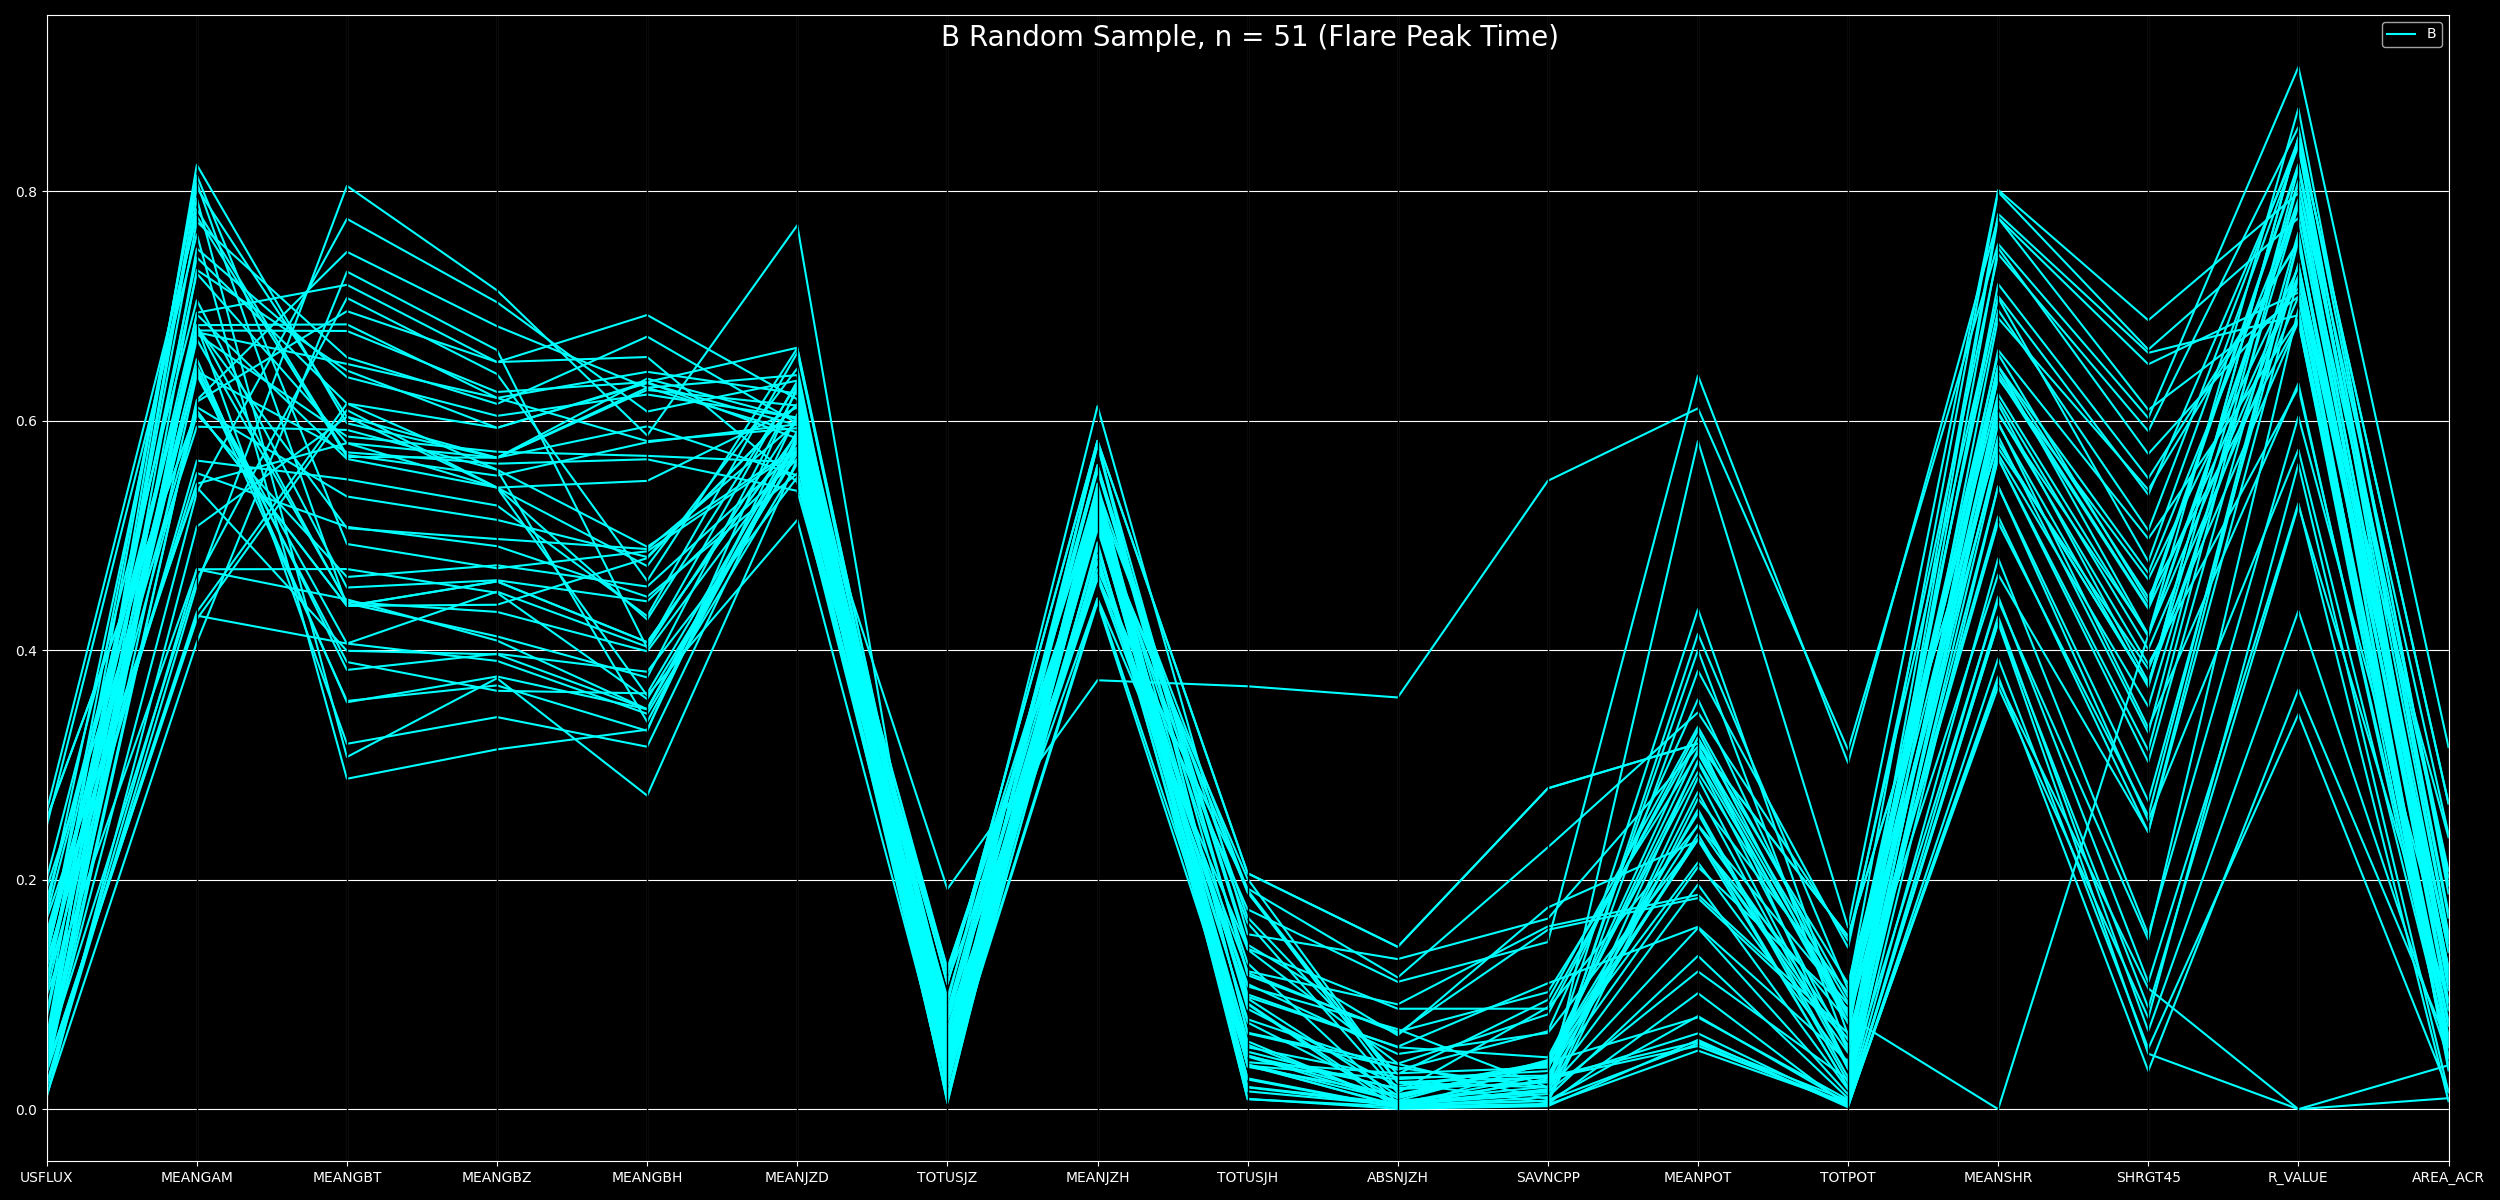 B Random Sample, n = 51 (Flare Peak Time)
B
0.8
0.6
0.4
0.2
0.0
USFLUX MEANGAM MEANGBT MEANGBZ MEANGBH MEANJZD TOTUSJZ MEANJZH TOTUSJH ABSNJZH SAVNCPP MEANPOT TOTPOT MEANSHR SHRGT45 R_VALUE AREA_ACR